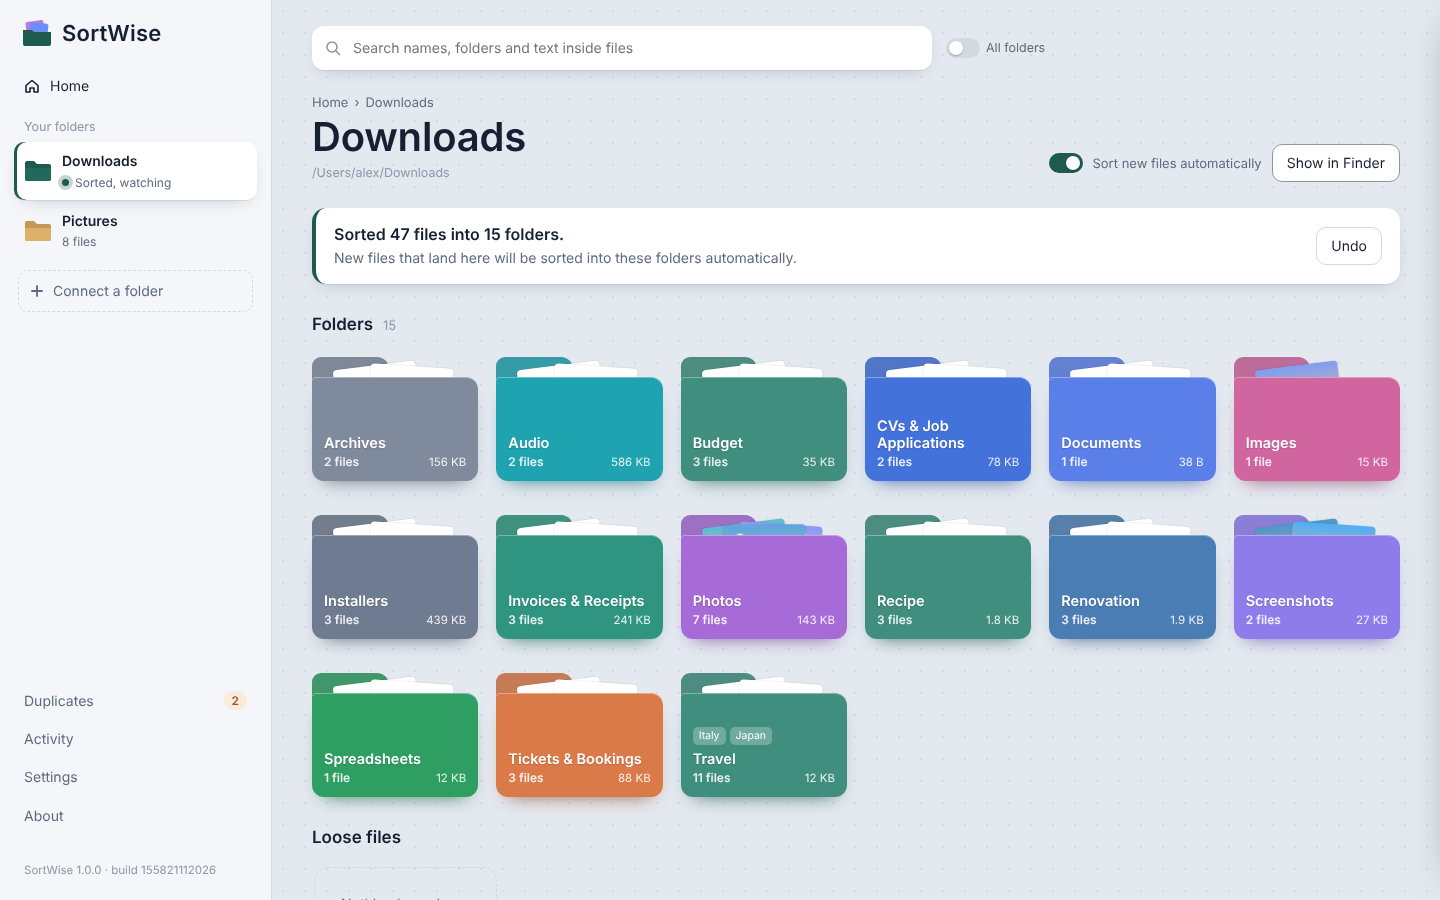 SortWise
Home
Your folders
Downloads
Sorted, watching
Pictures
8 files
Connect a folder
Duplicates 2
Activity
Settings
About
SortWise 1.0.0 · build 155821112026
Search names, folders and text inside files
All folders
Home › Downloads
Downloads
/Users/alex/Downloads
Sort new files automatically
Show in Finder
Sorted 47 files into 15 folders.
New files that land here will be sorted into these folders automatically.
Undo
Folders 15
Archives
2 files 156 KB
Audio
2 files 586 KB
Budget
3 files 35 KB
CVs & Job
Applications
2 files 78 KB
Documents
1 file 38 B
Images
1 file 15 KB
Installers
3 files 439 KB
Invoices & Receipts
3 files 241 KB
Photos
7 files 143 KB
Recipe
3 files 1.8 KB
Renovation
3 files 1.9 KB
Screenshots
2 files 27 KB
Spreadsheets
1 file 12 KB
Tickets & Bookings
3 files 88 KB
Italy Japan
Travel
11 files 12 KB
Loose files